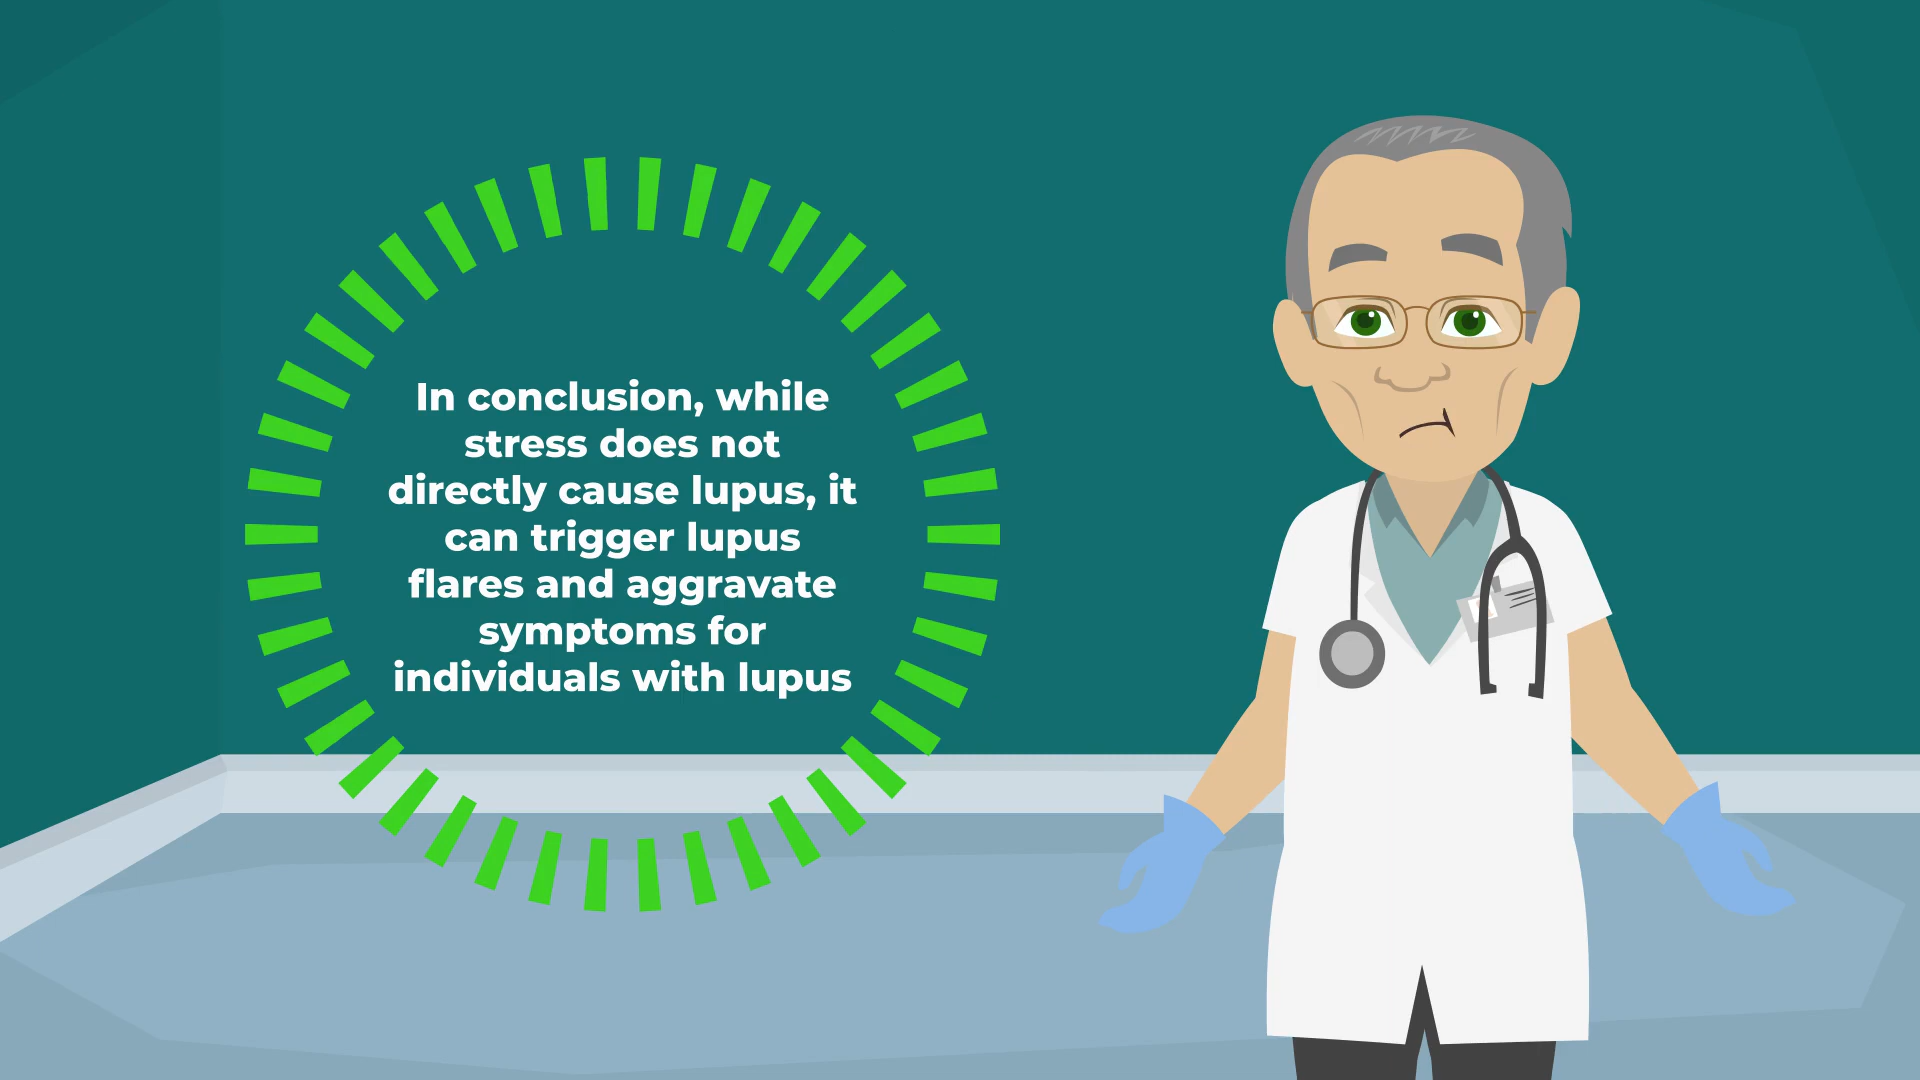 In conclusion, while
stress does not
directly cause lupus, it
can trigger lupus
flares and aggravate
symptoms for
individuals with lupus